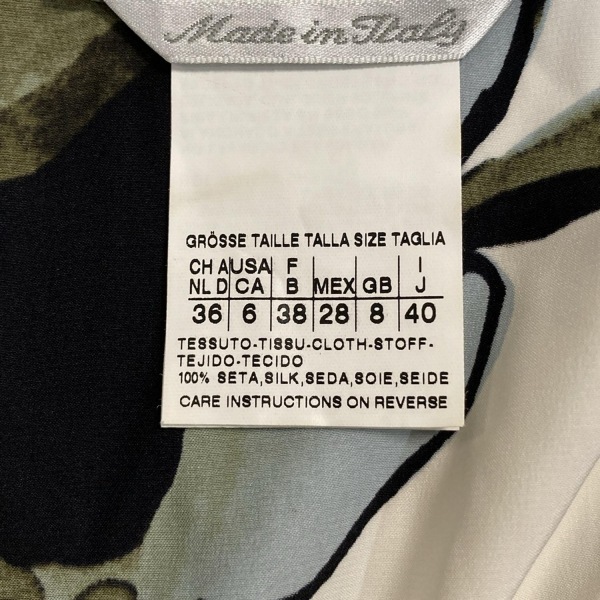 Made in Italy
GRÖSSE TAILLE TALLA SIZE TAGLIA
CH A USA F I
NL D CA B MEX GB J
36 6 38 28 8 40
TESSUTO-TISSU-CLOTH-STOFF-
TEJIDO-TECIDO
100% SETA,SILK,SEDA,SOIE,SEIDE
CARE INSTRUCTIONS ON REVERSE